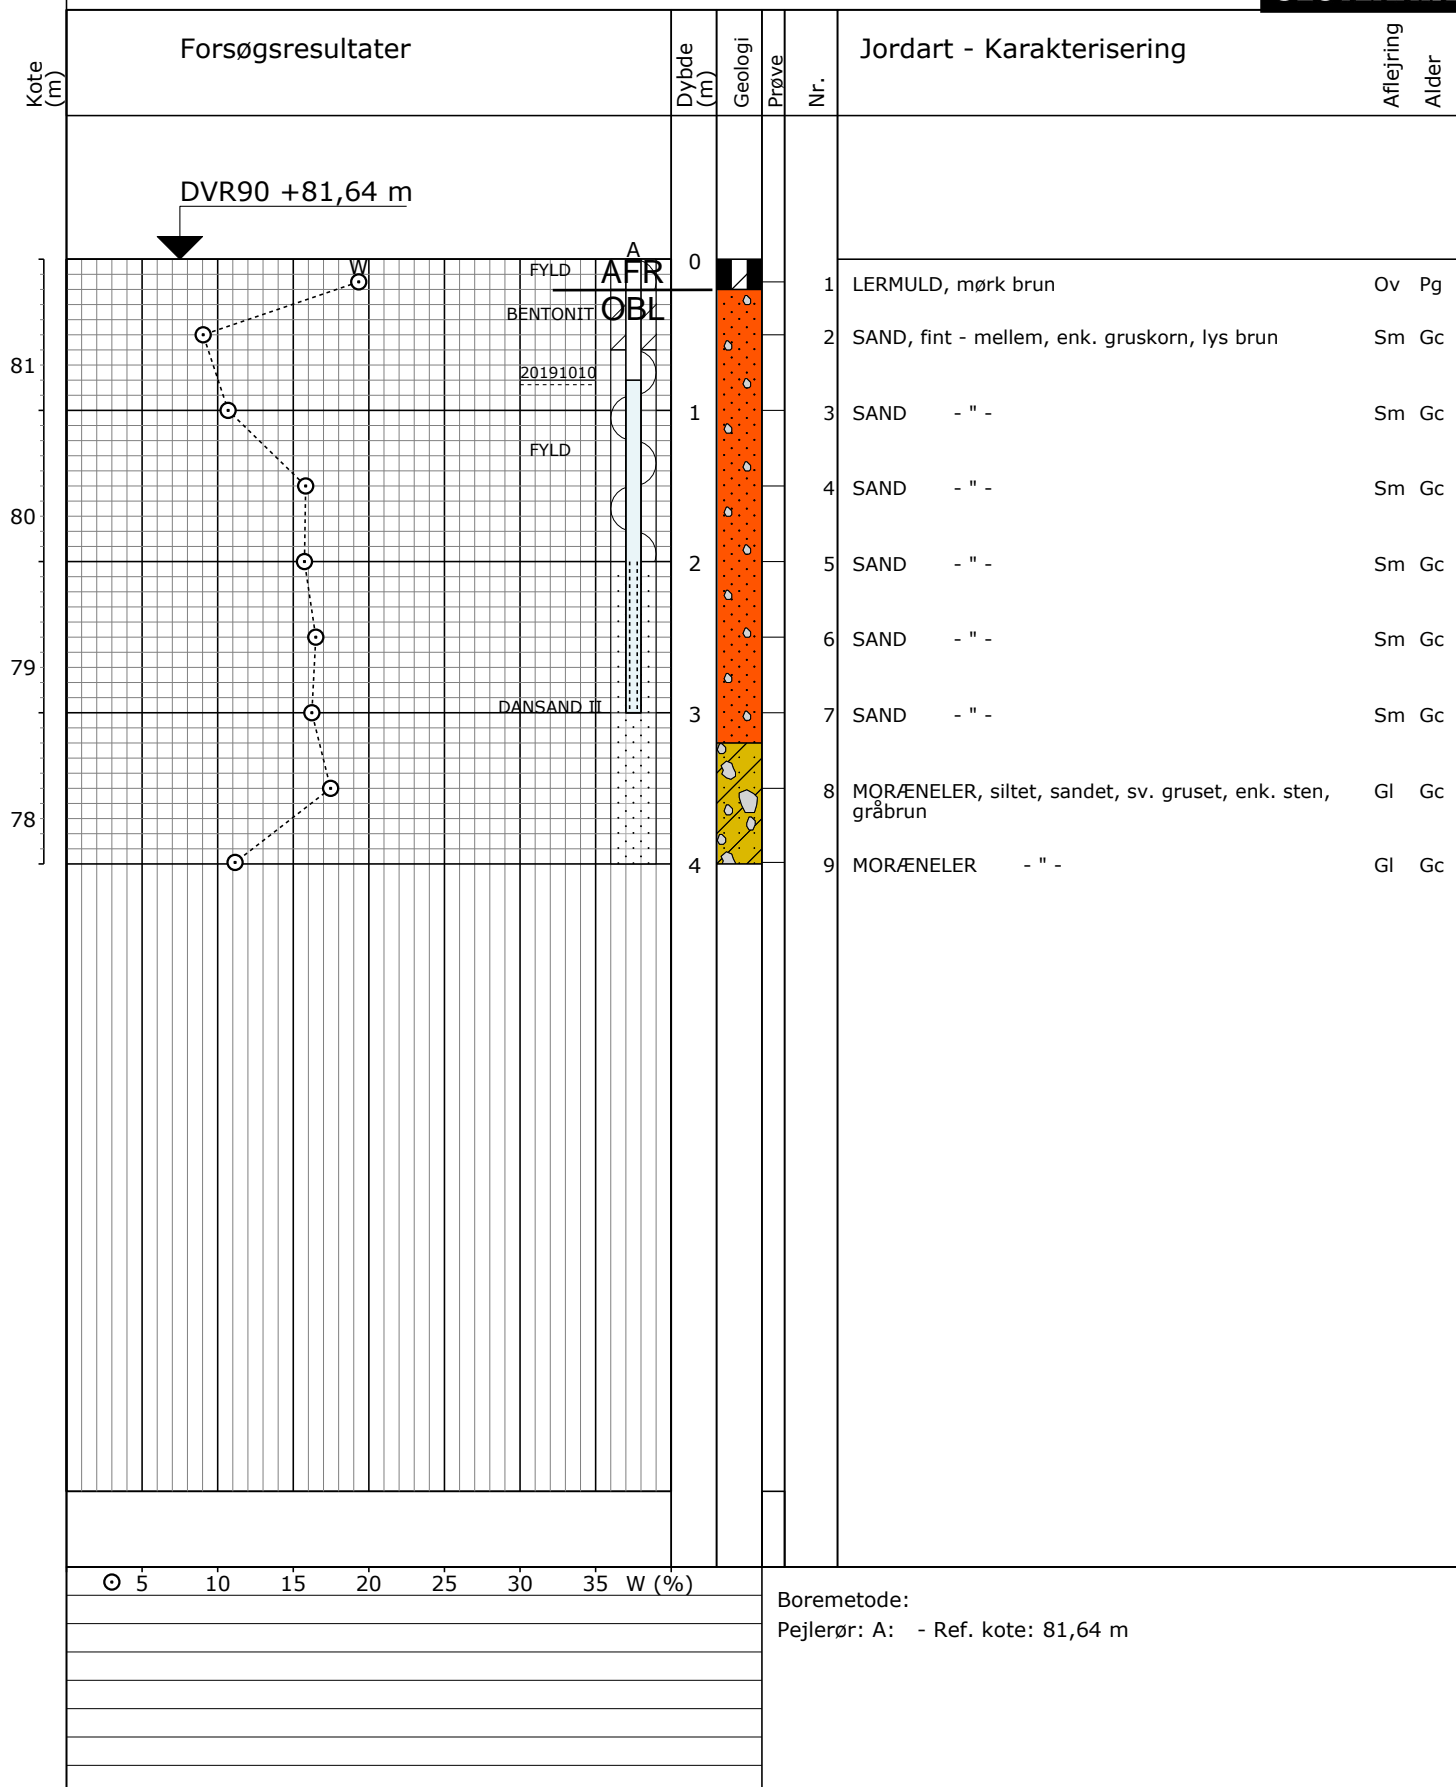 Forsøgsresultater
Jordart - Karakterisering
Kote (m)
Dybde (m)
Geologi
Prøve
Nr.
Aflejring
Alder
DVR90 +81,64 m
A
W
FYLD
AFR
0
1 LERMULD, mørk brun Ov Pg
BENTONIT
OBL
2 SAND, fint - mellem, enk. gruskorn, lys brun Sm Gc
81
20191010
1
3 SAND - " - Sm Gc
FYLD
4 SAND - " - Sm Gc
80
2
5 SAND - " - Sm Gc
6 SAND - " - Sm Gc
79
DANSAND II
3
7 SAND - " - Sm Gc
8 MORÆNELER, siltet, sandet, sv. gruset, enk. sten, Gl Gc
gråbrun
78
4
9 MORÆNELER - " - Gl Gc
5 10 15 20 25 30 35 W (%)
Boremetode:
Pejlerør: A: - Ref. kote: 81,64 m